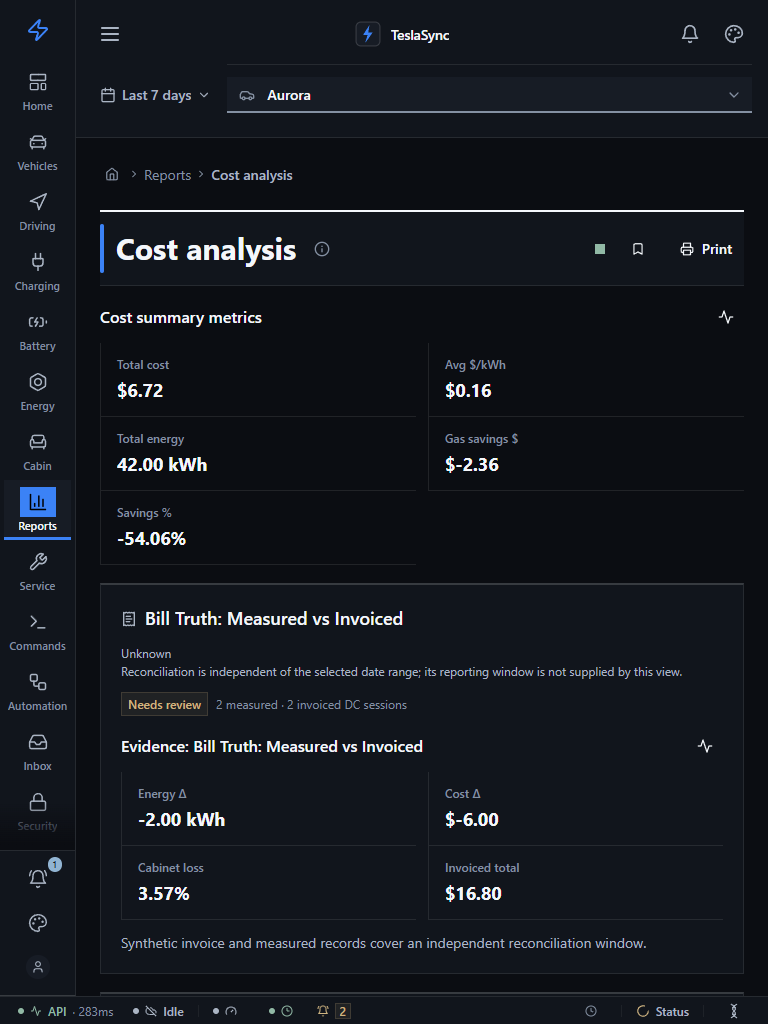 TeslaSync
Last 7 days
Aurora
Home
Vehicles
Driving
Charging
Battery
Energy
Cabin
Reports
Service
Commands
Automation
Inbox
Security
1
Reports
Cost analysis
Cost analysis
Print
Cost summary metrics
Total cost
$6.72
Avg $/kWh
$0.16
Total energy
42.00 kWh
Gas savings $
$-2.36
Savings %
-54.06%
Bill Truth: Measured vs Invoiced
Unknown
Reconciliation is independent of the selected date range; its reporting window is not supplied by this view.
Needs review
2 measured · 2 invoiced DC sessions
Evidence: Bill Truth: Measured vs Invoiced
Energy Δ
-2.00 kWh
Cost Δ
$-6.00
Cabinet loss
3.57%
Invoiced total
$16.80
Synthetic invoice and measured records cover an independent reconciliation window.
API · 283ms
Idle
2
Status